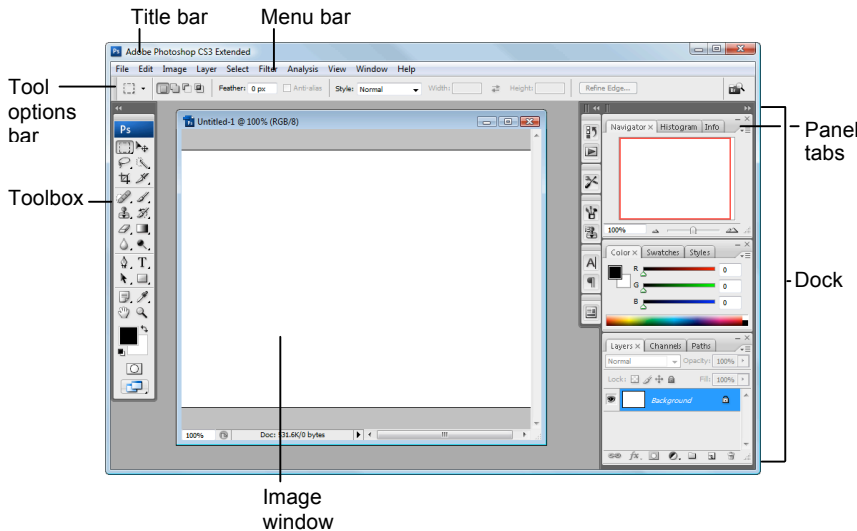 Title bar
Menu bar
Adobe Photoshop CS3 Extended
File Edit Image Layer Select Filter Analysis View Window Help
Tool options bar
Feather: 0 px Anti-alias Style: Normal Width: Height: Refine Edge...
Ps
Untitled-1 @ 100% (RGB/8)
Navigator × Histogram Info
Panel tabs
100%
Toolbox
Color × Swatches Styles
R 0
G 0
B 0
Dock
Layers × Channels Paths
Normal Opacity: 100%
Lock: Fill: 100%
Background
100% Doc: 531.6K/0 bytes
Image window